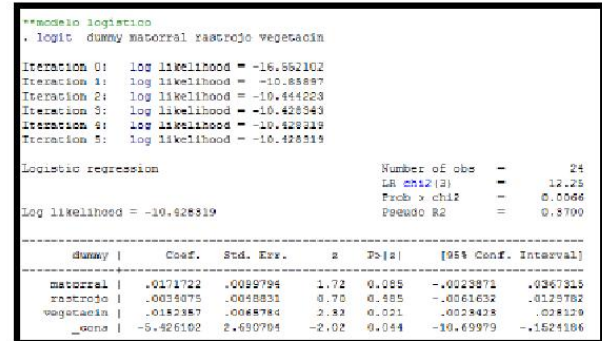 **modelo logistico
. logit dummy matorral rastrojo vegetacin
Iteration 0: log likelihood = -16.552102
Iteration 1: log likelihood = -10.85897
Iteration 2: log likelihood = -10.444223
Iteration 3: log likelihood = -10.428343
Iteration 4: log likelihood = -10.428319
Iteration 5: log likelihood = -10.428319
Logistic regression Number of obs = 24
LR chi2(3) = 12.25
Prob > chi2 = 0.0066
Log likelihood = -10.428319 Pseudo R2 = 0.3700
dummy | Coef. Std. Err. z P>|z| [95% Conf. Interval]
matorral | .0171722 .0099794 1.72 0.085 -.0023871 .0367315
rastrojo | .0034075 .0048831 0.70 0.485 -.0061632 .0129782
vegetacin | .0152357 .0065784 2.32 0.021 .0023423 .028129
_cons | -5.426102 2.690704 -2.02 0.044 -10.69979 -.1524186